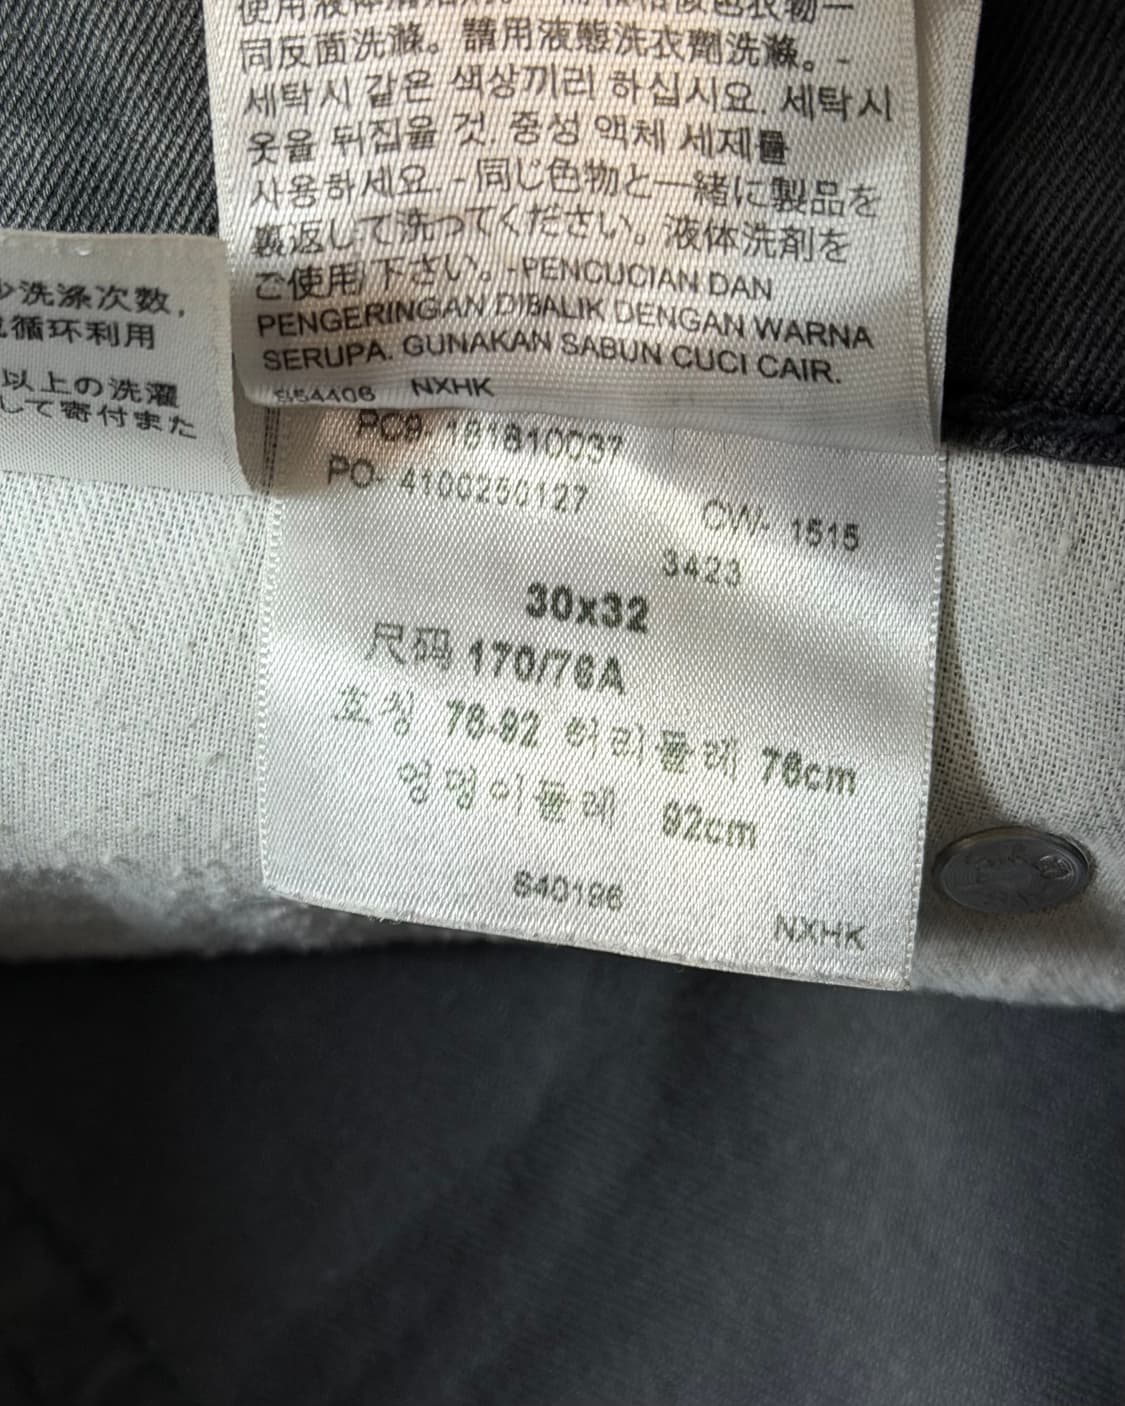 同反面洗滌。請用液態洗衣劑洗滌。-
세탁시 같은 색상끼리 하십시요. 세탁시
옷을 뒤집을 것. 중성 액체 세제를
사용하세요. -同じ色物と一緒に製品を
裏返して洗ってください。液体洗剤を
ご使用下さい。-PENCUCIAN DAN
PENGERINGAN DIBALIK DENGAN WARNA
SERUPA. GUNAKAN SABUN CUCI CAIR.
NXHK
少洗涤次数，
循环利用
以上の洗濯
して寄付また
PC9- 181810037
PO- 4100250127
CW- 1515
3423
30x32
尺码 170/76A
호칭 76-92 허리둘레 76cm
엉덩이둘레 92cm
840196
NXHK